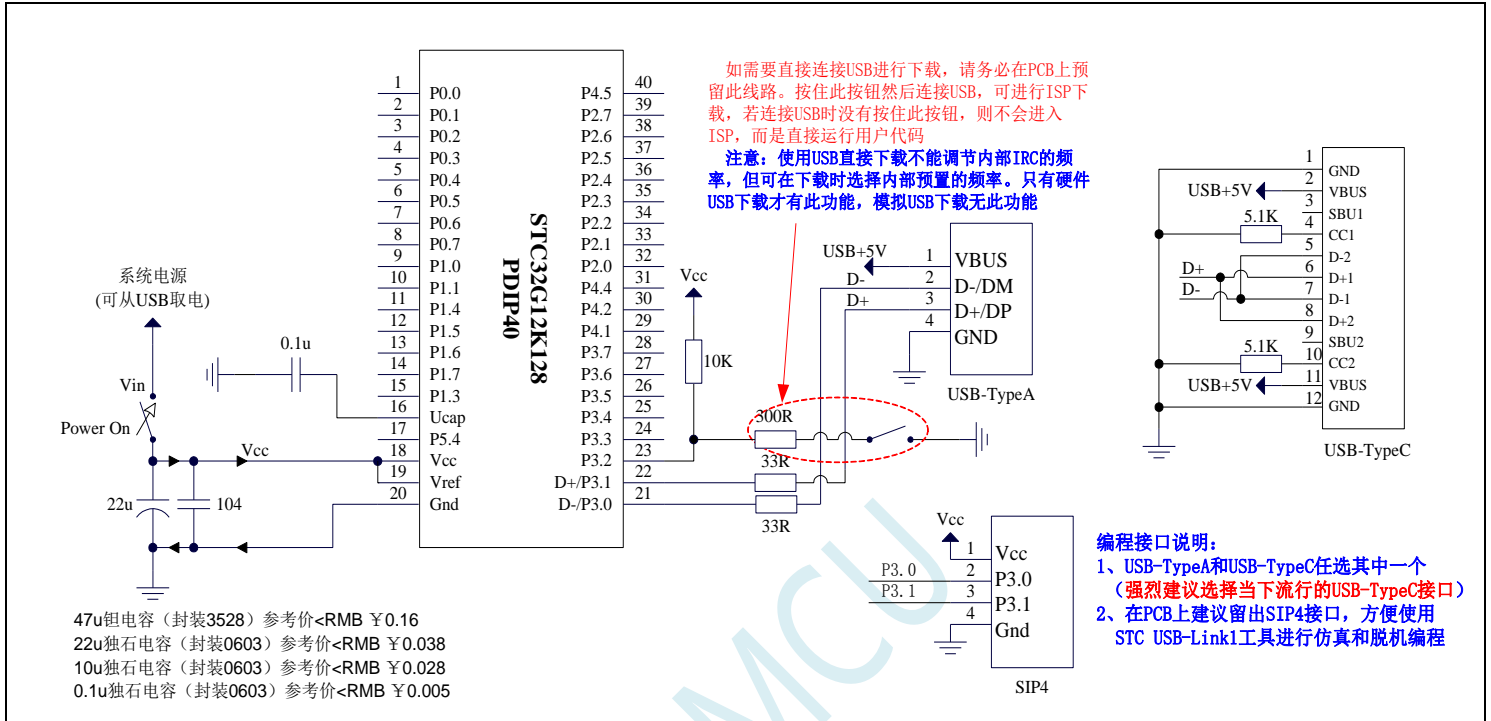 如需要直接连接USB进行下载，请务必在PCB上预
留此线路。按住此按钮然后连接USB，可进行ISP下
载，若连接USB时没有按住此按钮，则不会进入
ISP，而是直接运行用户代码
注意：使用USB直接下载不能调节内部IRC的频
率，但可在下载时选择内部预置的频率。只有硬件
USB下载才有此功能，模拟USB下载无此功能
STC32G12K128
PDIP40
1 P0.0
2 P0.1
3 P0.2
4 P0.3
5 P0.4
6 P0.5
7 P0.6
8 P0.7
9 P1.0
10 P1.1
11 P1.4
12 P1.5
13 P1.6
14 P1.7
15 P1.3
16 Ucap
17 P5.4
18 Vcc
19 Vref
20 Gnd
P4.5 40
P2.7 39
P2.6 38
P2.5 37
P2.4 36
P2.3 35
P2.2 34
P2.1 33
P2.0 32
P4.4 31
P4.2 30
P4.1 29
P3.7 28
P3.6 27
P3.5 26
P3.4 25
P3.3 24
P3.2 23
D+/P3.1 22
D-/P3.0 21
系统电源
(可从USB取电)
0.1u
Vin
Power On
Vcc
22u
104
Vcc
10K
300R
33R
33R
USB+5V
D-
D+
1 VBUS
2 D-/DM
3 D+/DP
4 GND
USB-TypeA
USB+5V
5.1K
D+
D-
5.1K
USB+5V
1 GND
2 VBUS
3 SBU1
4 CC1
5 D-2
6 D+1
7 D-1
8 D+2
9 SBU2
10 CC2
11 VBUS
12 GND
USB-TypeC
Vcc
P3.0
P3.1
1 Vcc
2 P3.0
3 P3.1
4 Gnd
SIP4
编程接口说明：
1、USB-TypeA和USB-TypeC任选其中一个
（强烈建议选择当下流行的USB-TypeC接口）
2、在PCB上建议留出SIP4接口，方便使用
STC USB-Link1工具进行仿真和脱机编程
47u钽电容（封装3528）参考价<RMB ￥0.16
22u独石电容（封装0603）参考价<RMB ￥0.038
10u独石电容（封装0603）参考价<RMB ￥0.028
0.1u独石电容（封装0603）参考价<RMB ￥0.005
MCU